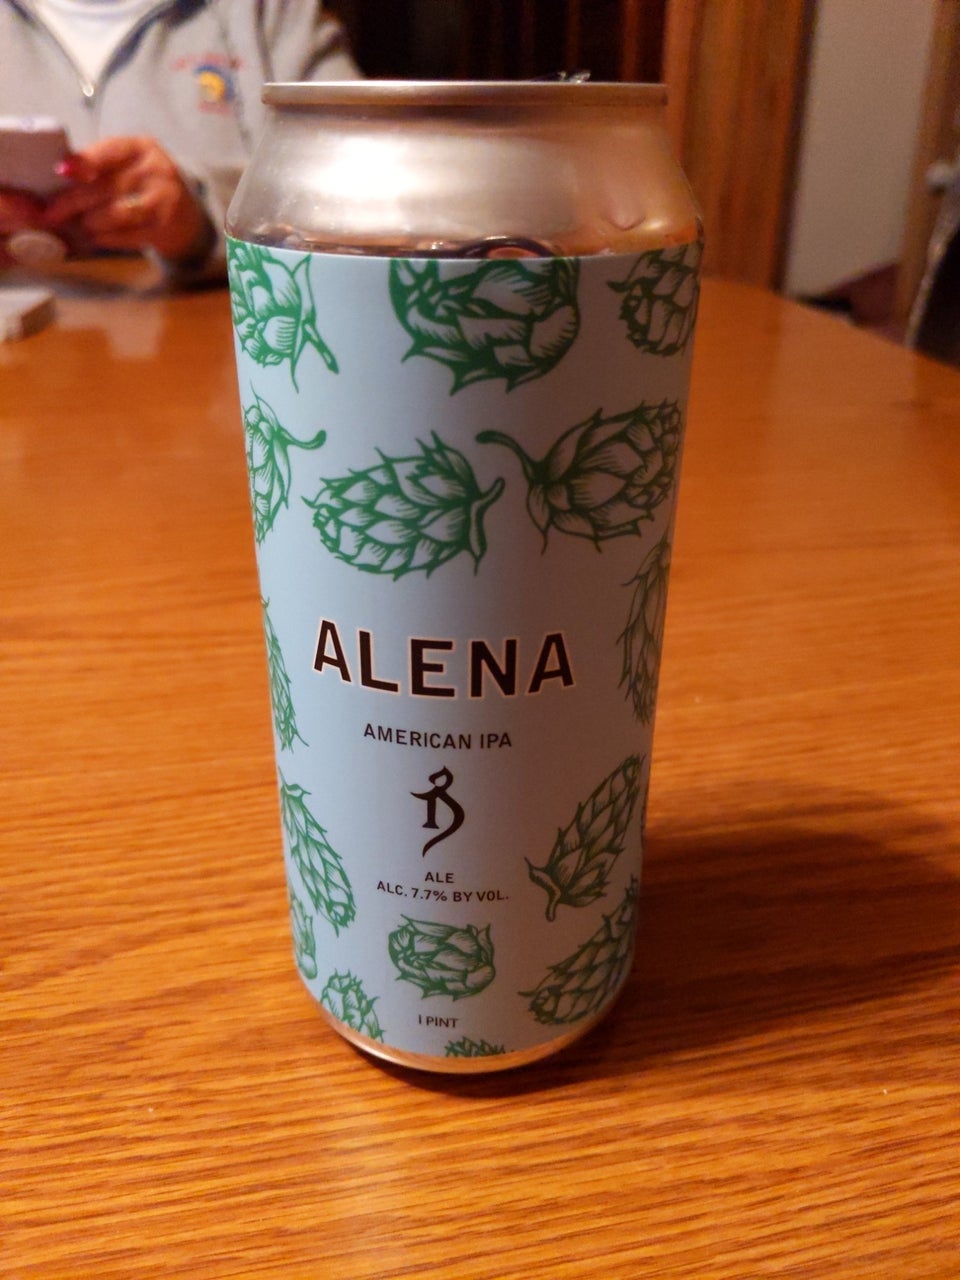 ALENA
AMERICAN IPA
ALE
ALC. 7.7% BY VOL.
1 PINT